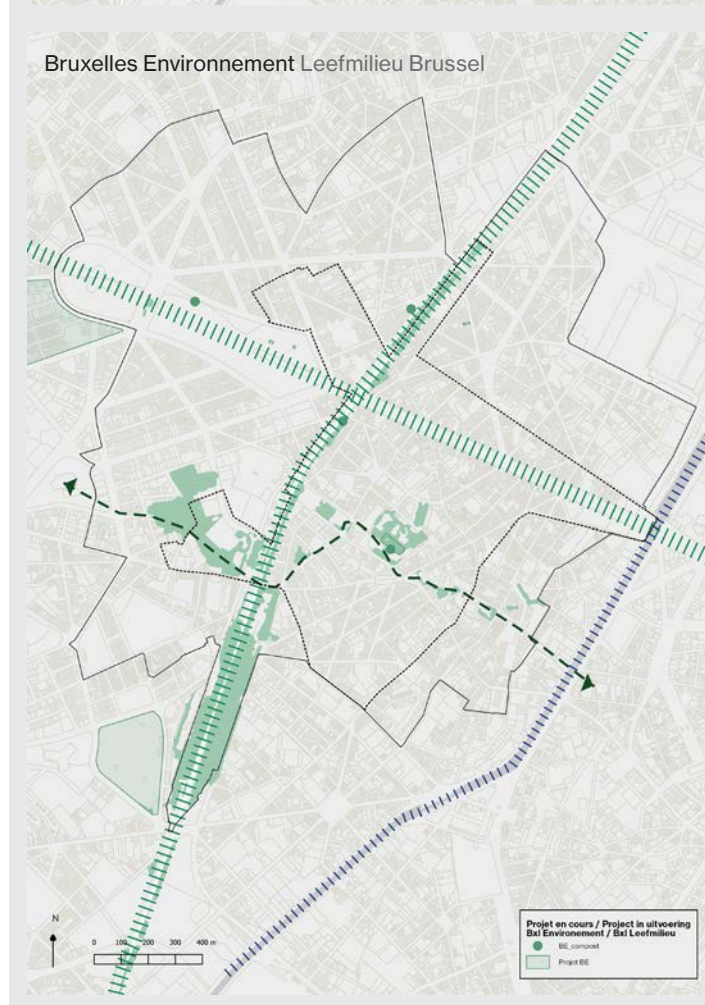 Bruxelles Environnement Leefmilieu Brussel
N
0 100 200 300 400 m
Projet en cours / Project in uitvoering
Bxl Environement / Bxl Leefmilieu
BE_compost
Projet BE